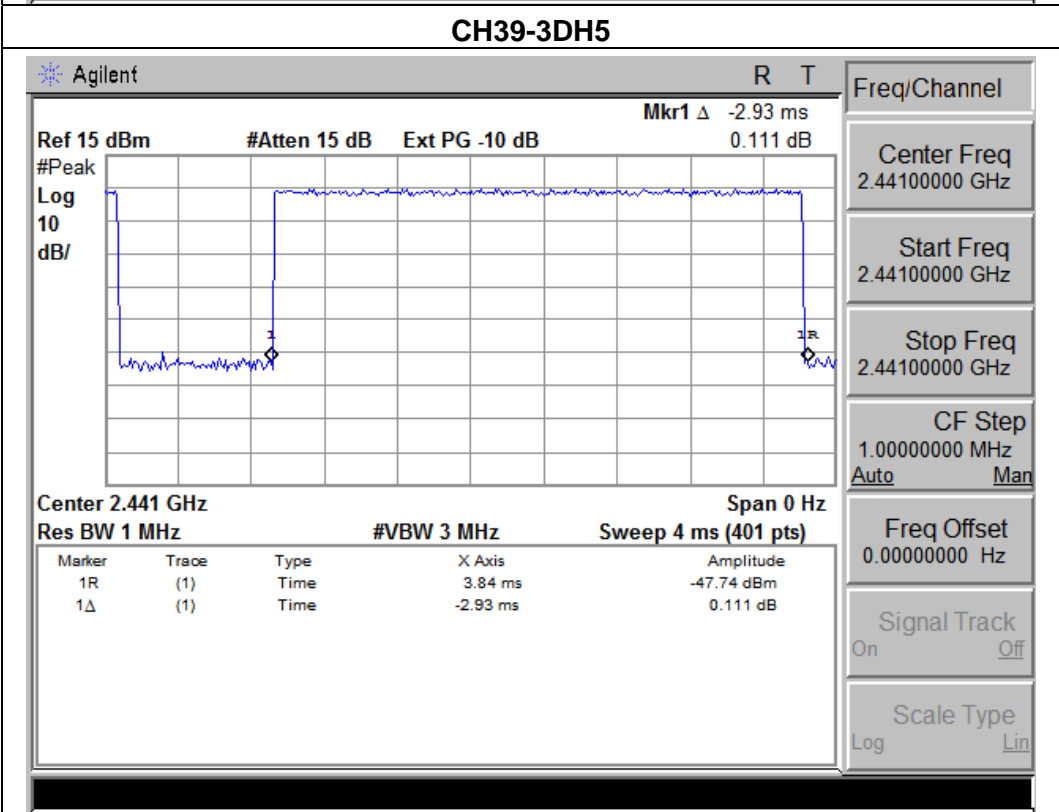 CH39-3DH5
Agilent R T
Mkr1 Δ -2.93 ms
Ref 15 dBm #Atten 15 dB Ext PG -10 dB 0.111 dB
#Peak
Log
10
dB/
1
1R
Center 2.441 GHz Span 0 Hz
Res BW 1 MHz #VBW 3 MHz Sweep 4 ms (401 pts)
Marker Trace Type X Axis Amplitude
1R (1) Time 3.84 ms -47.74 dBm
1Δ (1) Time -2.93 ms 0.111 dB
Freq/Channel
Center Freq
2.44100000 GHz
Start Freq
2.44100000 GHz
Stop Freq
2.44100000 GHz
CF Step
1.00000000 MHz
Auto Man
Freq Offset
0.00000000 Hz
Signal Track
On Off
Scale Type
Log Lin